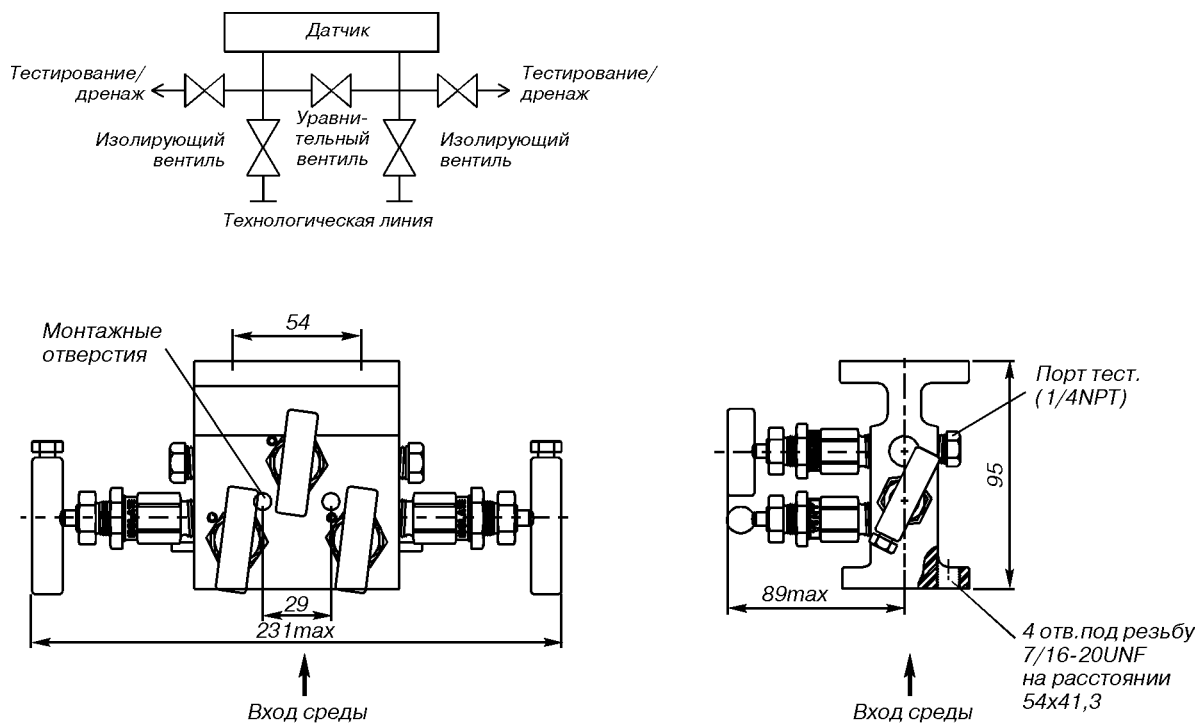 Датчик
Тестирование/
дренаж
Тестирование/
дренаж
Изолирующий
вентиль
Уравни-
тельный
вентиль
Изолирующий
вентиль
Технологическая линия
Монтажные
отверстия
54
29
231max
Вход среды
Порт тест.
(1/4NPT)
95
89max
4 отв.под резьбу
7/16-20UNF
на расстоянии
54x41,3
Вход среды